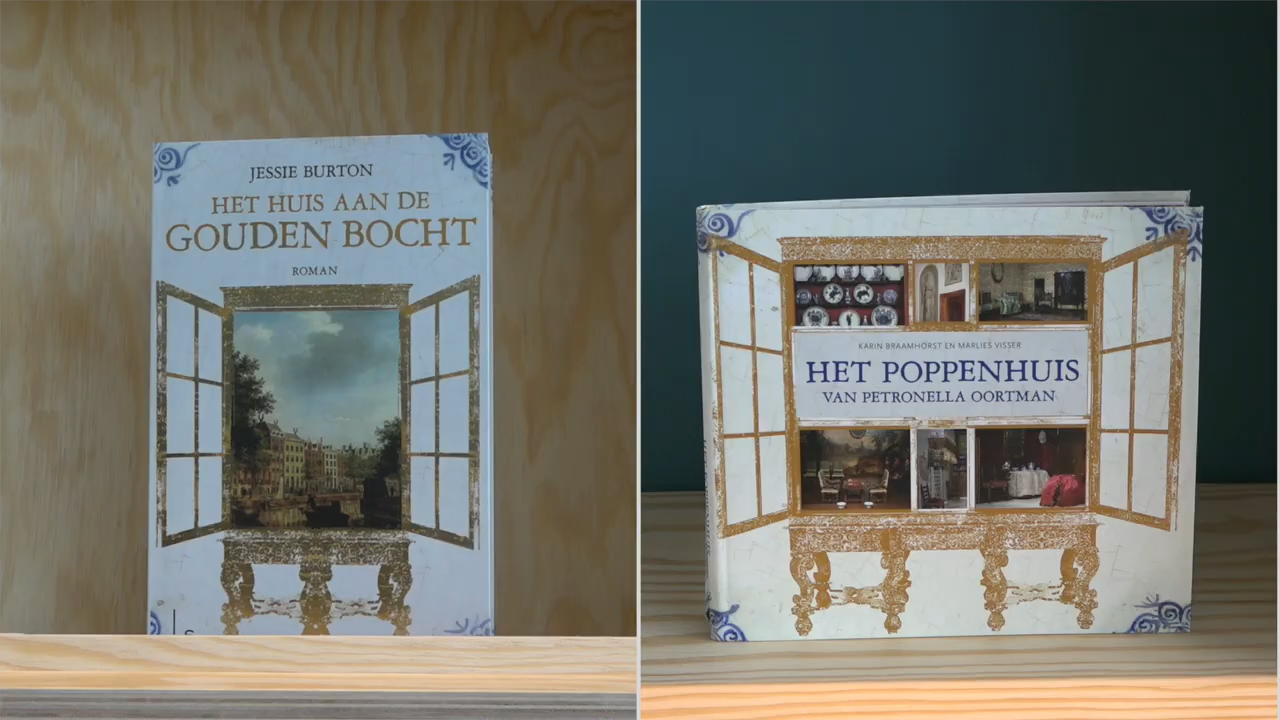 JESSIE BURTON
HET HUIS AAN DE
GOUDEN BOCHT
ROMAN
KARIN BRAAMHORST EN MARLIES VISSER
HET POPPENHUIS
VAN PETRONELLA OORTMAN